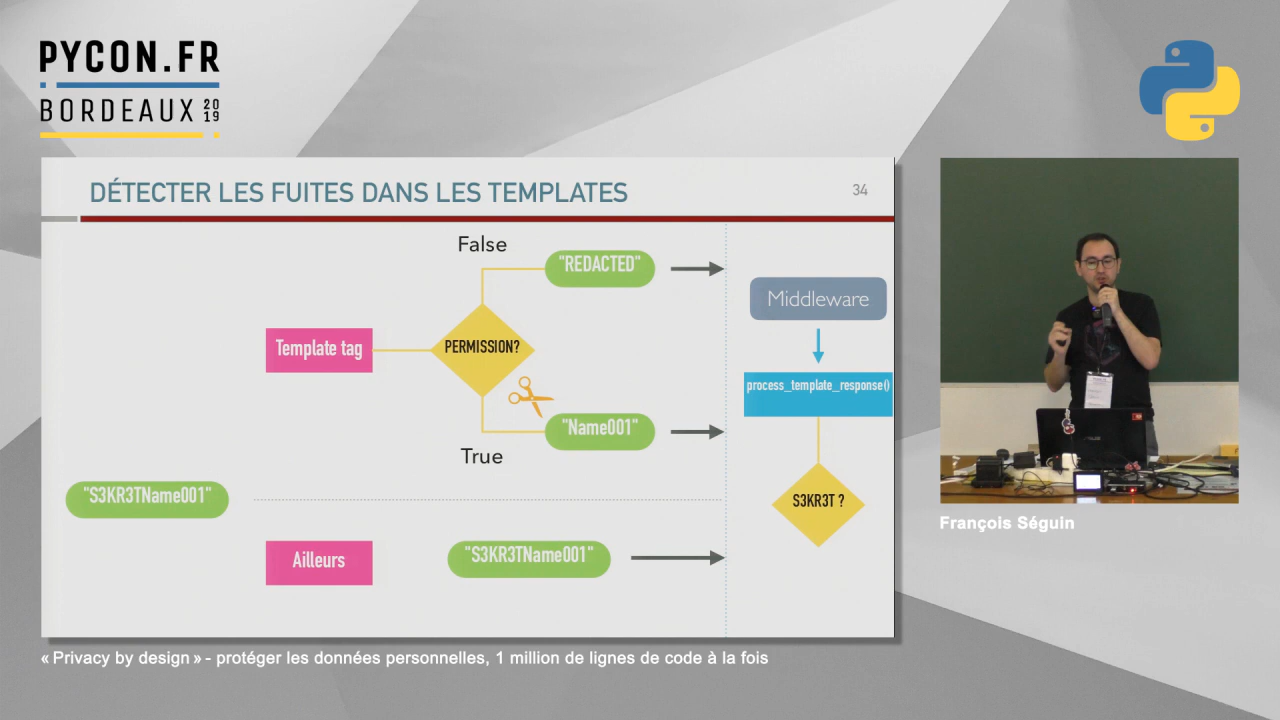 PYCON.FR
BORDEAUX 2019
DÉTECTER LES FUITES DANS LES TEMPLATES
34
False
"REDACTED"
Middleware
Template tag
PERMISSION?
process_template_response()
"Name001"
True
"S3KR3TName001"
S3KR3T ?
Ailleurs
"S3KR3TName001"
François Séguin
« Privacy by design » - protéger les données personnelles, 1 million de lignes de code à la fois